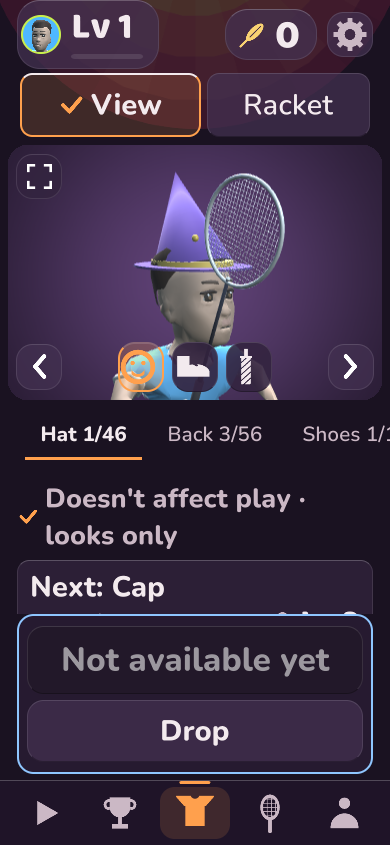 Lv 1
0
View
Racket
Hat 1/46
Back 3/56
Shoes 1/1
Doesn't affect play ·
looks only
Next: Cap
Not available yet
Drop